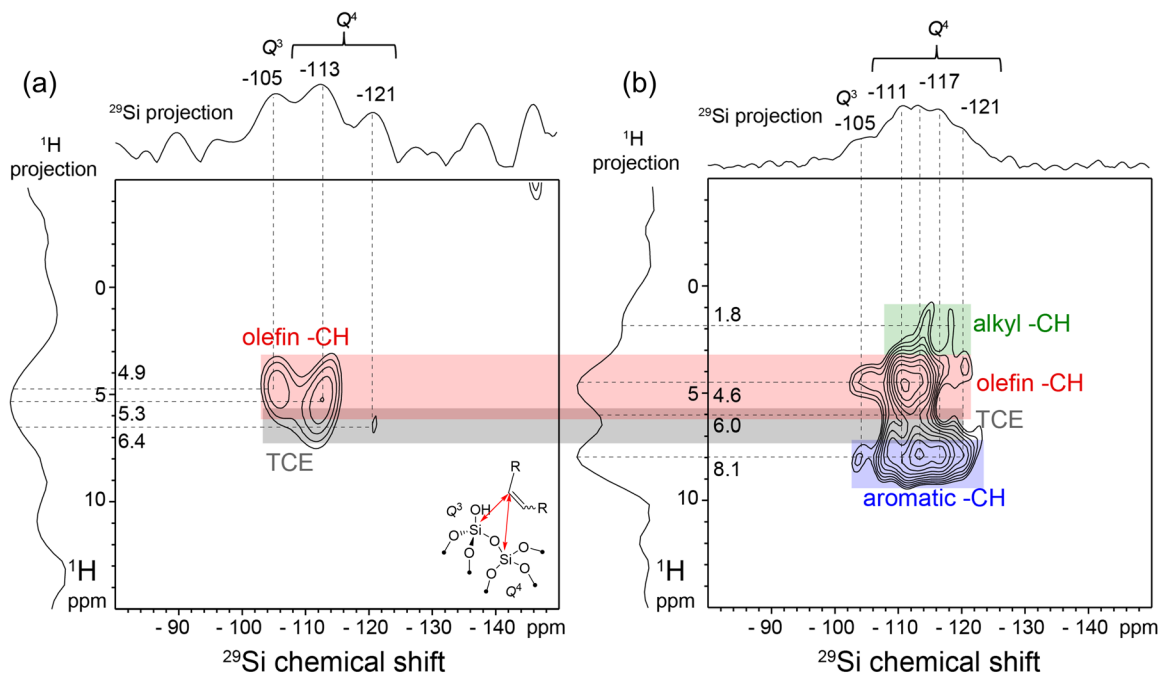 (a)
Q⁴
Q³
-105
-113
-121
²⁹Si projection
¹H
projection
0
5
10
4.9
5.3
6.4
olefin -CH
TCE
R
R
Q³
OH
Si
O
O
O
Si
O
O
O
Q⁴
¹H
ppm
- 90
- 100
- 110
- 120
- 130
- 140
ppm
²⁹Si chemical shift
(b)
Q⁴
Q³
-105
-111
-117
-121
²⁹Si projection
¹H
projection
0
5
10
1.8
4.6
6.0
8.1
alkyl -CH
olefin -CH
TCE
aromatic -CH
¹H
ppm
- 90
- 100
- 110
- 120
- 130
- 140
ppm
²⁹Si chemical shift